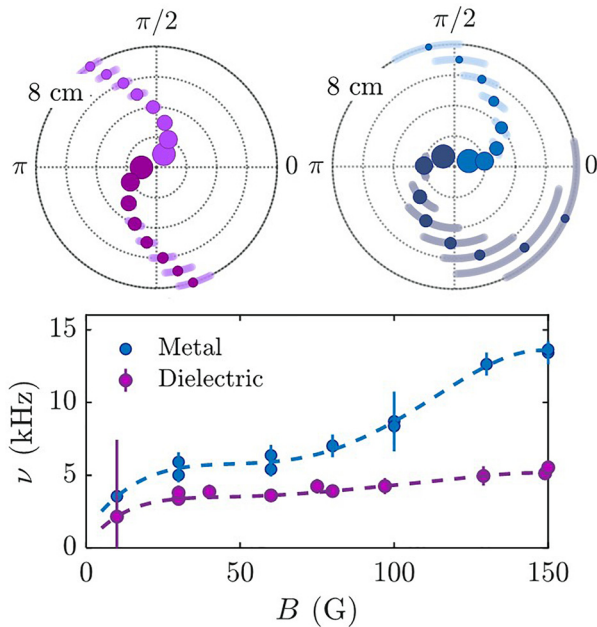 π/2
π/2
8 cm
8 cm
π
0
π
0
15
10
5
0
ν (kHz)
Metal
Dielectric
0
50
100
150
B (G)